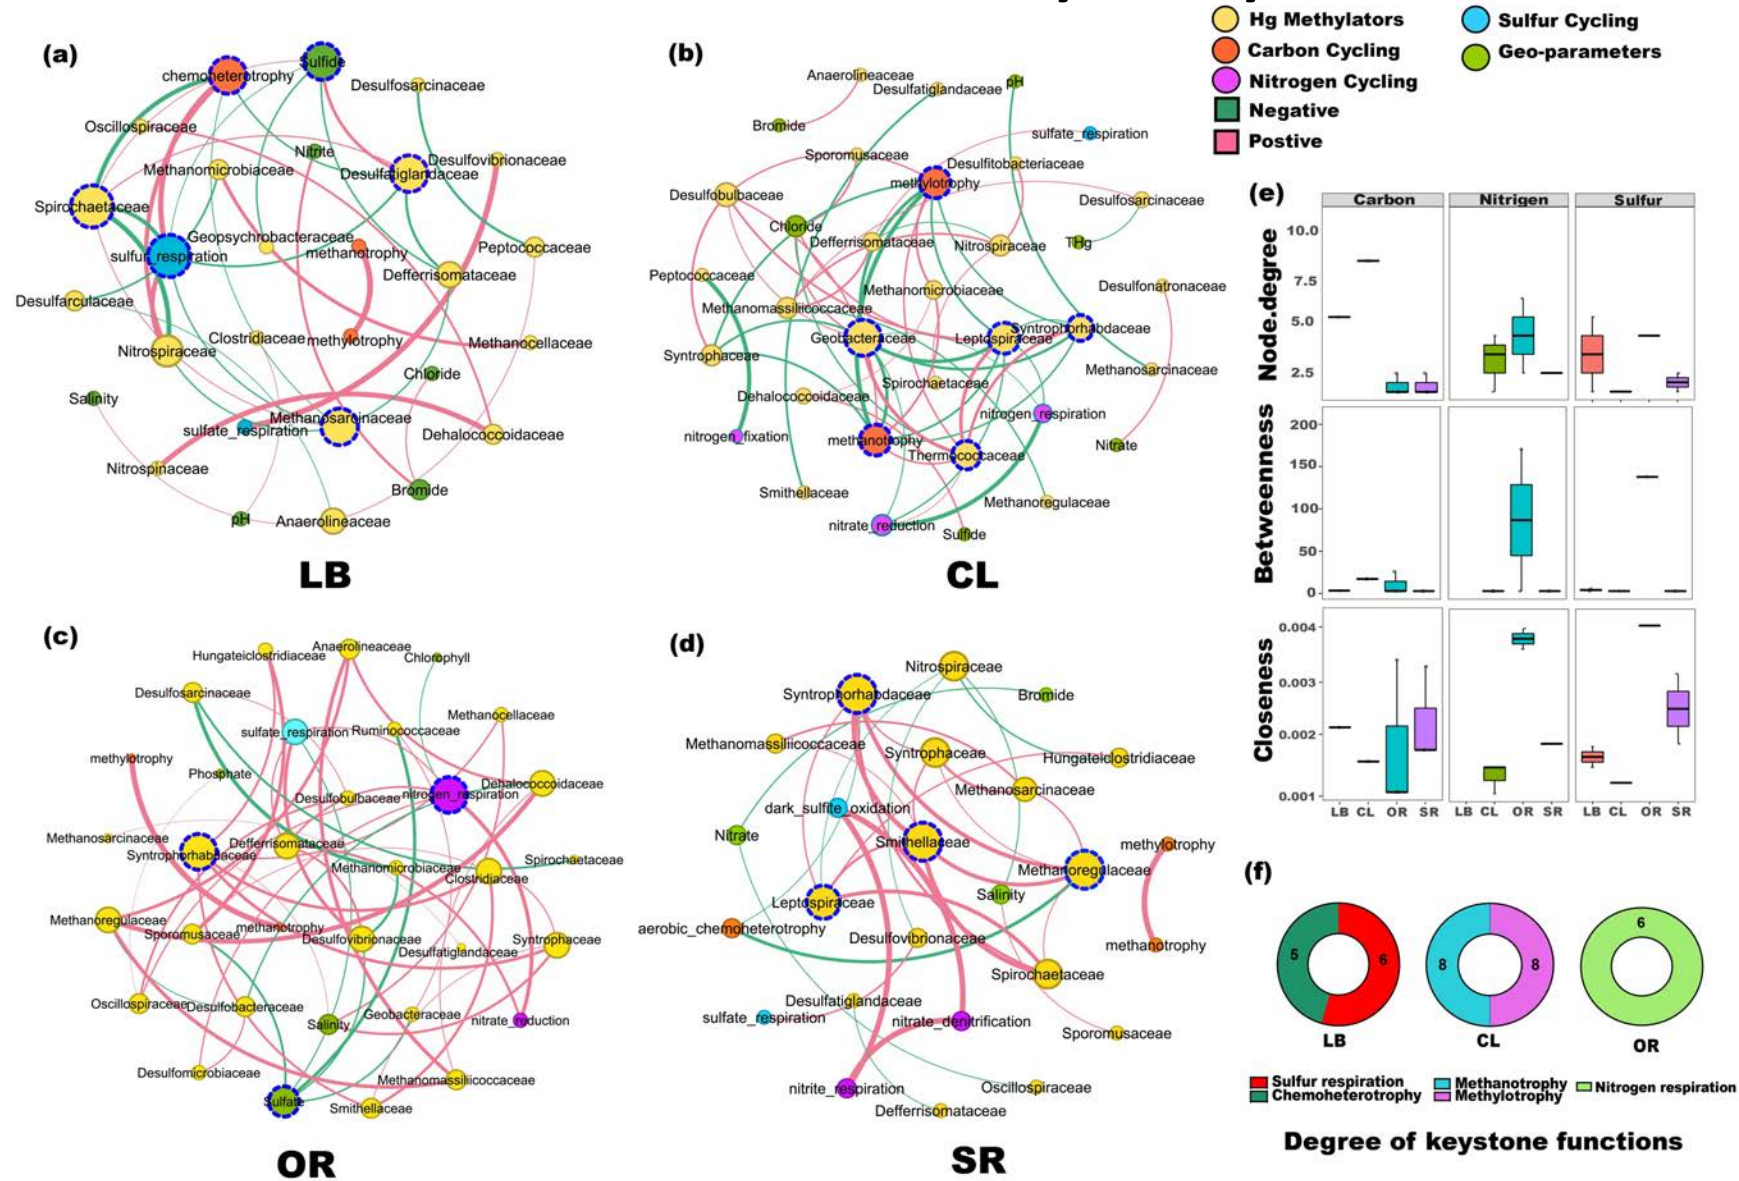 Hg Methylators
Carbon Cycling
Nitrogen Cycling
Negative
Postive
Sulfur Cycling
Geo-parameters
(a)
chemoheterotrophy
Sulfide
Desulfosarcinaceae
Oscillospiraceae
Nitrite
Methanomicrobiaceae
Desulfovibrionaceae
Desulfatiglandaceae
Spirochaetaceae
Geopsychrobacteraceae
sulfur_respiration
methanotrophy
Peptococcaceae
Defferrisomataceae
Desulfarculaceae
Clostridiaceae
methylotrophy
Methanocellaceae
Nitrospiraceae
Chloride
Salinity
Methanosarcinaceae
sulfate_respiration
Dehalococcoidaceae
Nitrospinaceae
Bromide
pH
Anaerolineaceae
LB
(b)
Anaerolineaceae
Desulfatiglandaceae
pH
Bromide
sulfate_respiration
Sporomusaceae
Desulfitobacteriaceae
methylotrophy
Desulfobulbaceae
Desulfosarcinaceae
Chloride
Defferrisomataceae
Nitrospiraceae
THg
Peptococcaceae
Methanomicrobiaceae
Desulfonatronaceae
Methanomassiliicoccaceae
Geobacteraceae
Leptospiraceae
Syntrophorhabdaceae
Syntrophaceae
Methanosarcinaceae
Spirochaetaceae
Dehalococcoidaceae
nitrogen_respiration
nitrogen_fixation
methanotrophy
Nitrate
Thermococcaceae
Smithellaceae
Methanoregulaceae
nitrate_reduction
Sulfide
CL
(c)
Hungateiclostridiaceae
Anaerolineaceae
Chlorophyll
Desulfosarcinaceae
Methanocellaceae
sulfate_respiration
Ruminococcaceae
methylotrophy
Phosphate
Dehalococcoidaceae
Desulfobulbaceae
nitrogen_respiration
Methanosarcinaceae
Defferrisomataceae
Syntrophorhabdaceae
Spirochaetaceae
Methanomicrobiaceae
Clostridiaceae
Methanoregulaceae
Sporomusaceae
methanotrophy
Desulfovibrionaceae
Desulfatiglandaceae
Syntrophaceae
Oscillospiraceae
Desulfobacteraceae
Salinity
Geobacteraceae
nitrate_reduction
Desulfomicrobiaceae
Methanomassiliicoccaceae
Sulfate
Smithellaceae
OR
(d)
Nitrospiraceae
Syntrophorhabdaceae
Bromide
Methanomassiliicoccaceae
Syntrophaceae
Hungateiclostridiaceae
Methanosarcinaceae
dark_sulfite_oxidation
Nitrate
Smithellaceae
methylotrophy
Methanoregulaceae
Salinity
Leptospiraceae
aerobic_chemoheterotrophy
Desulfovibrionaceae
methanotrophy
Spirochaetaceae
Desulfatiglandaceae
sulfate_respiration
nitrate_denitrification
Sporomusaceae
nitrite_respiration
Oscillospiraceae
Defferrisomataceae
SR
(e)
Carbon
Nitrigen
Sulfur
Node.degree
10.0
7.5
5.0
2.5
Betweenness
200
150
100
50
0
Closeness
0.004
0.003
0.002
0.001
LB CL OR SR
LB CL OR SR
LB CL OR SR
(f)
5
6
LB
8
8
CL
6
OR
Sulfur respiration
Chemoheterotrophy
Methanotrophy
Methylotrophy
Nitrogen respiration
Degree of keystone functions